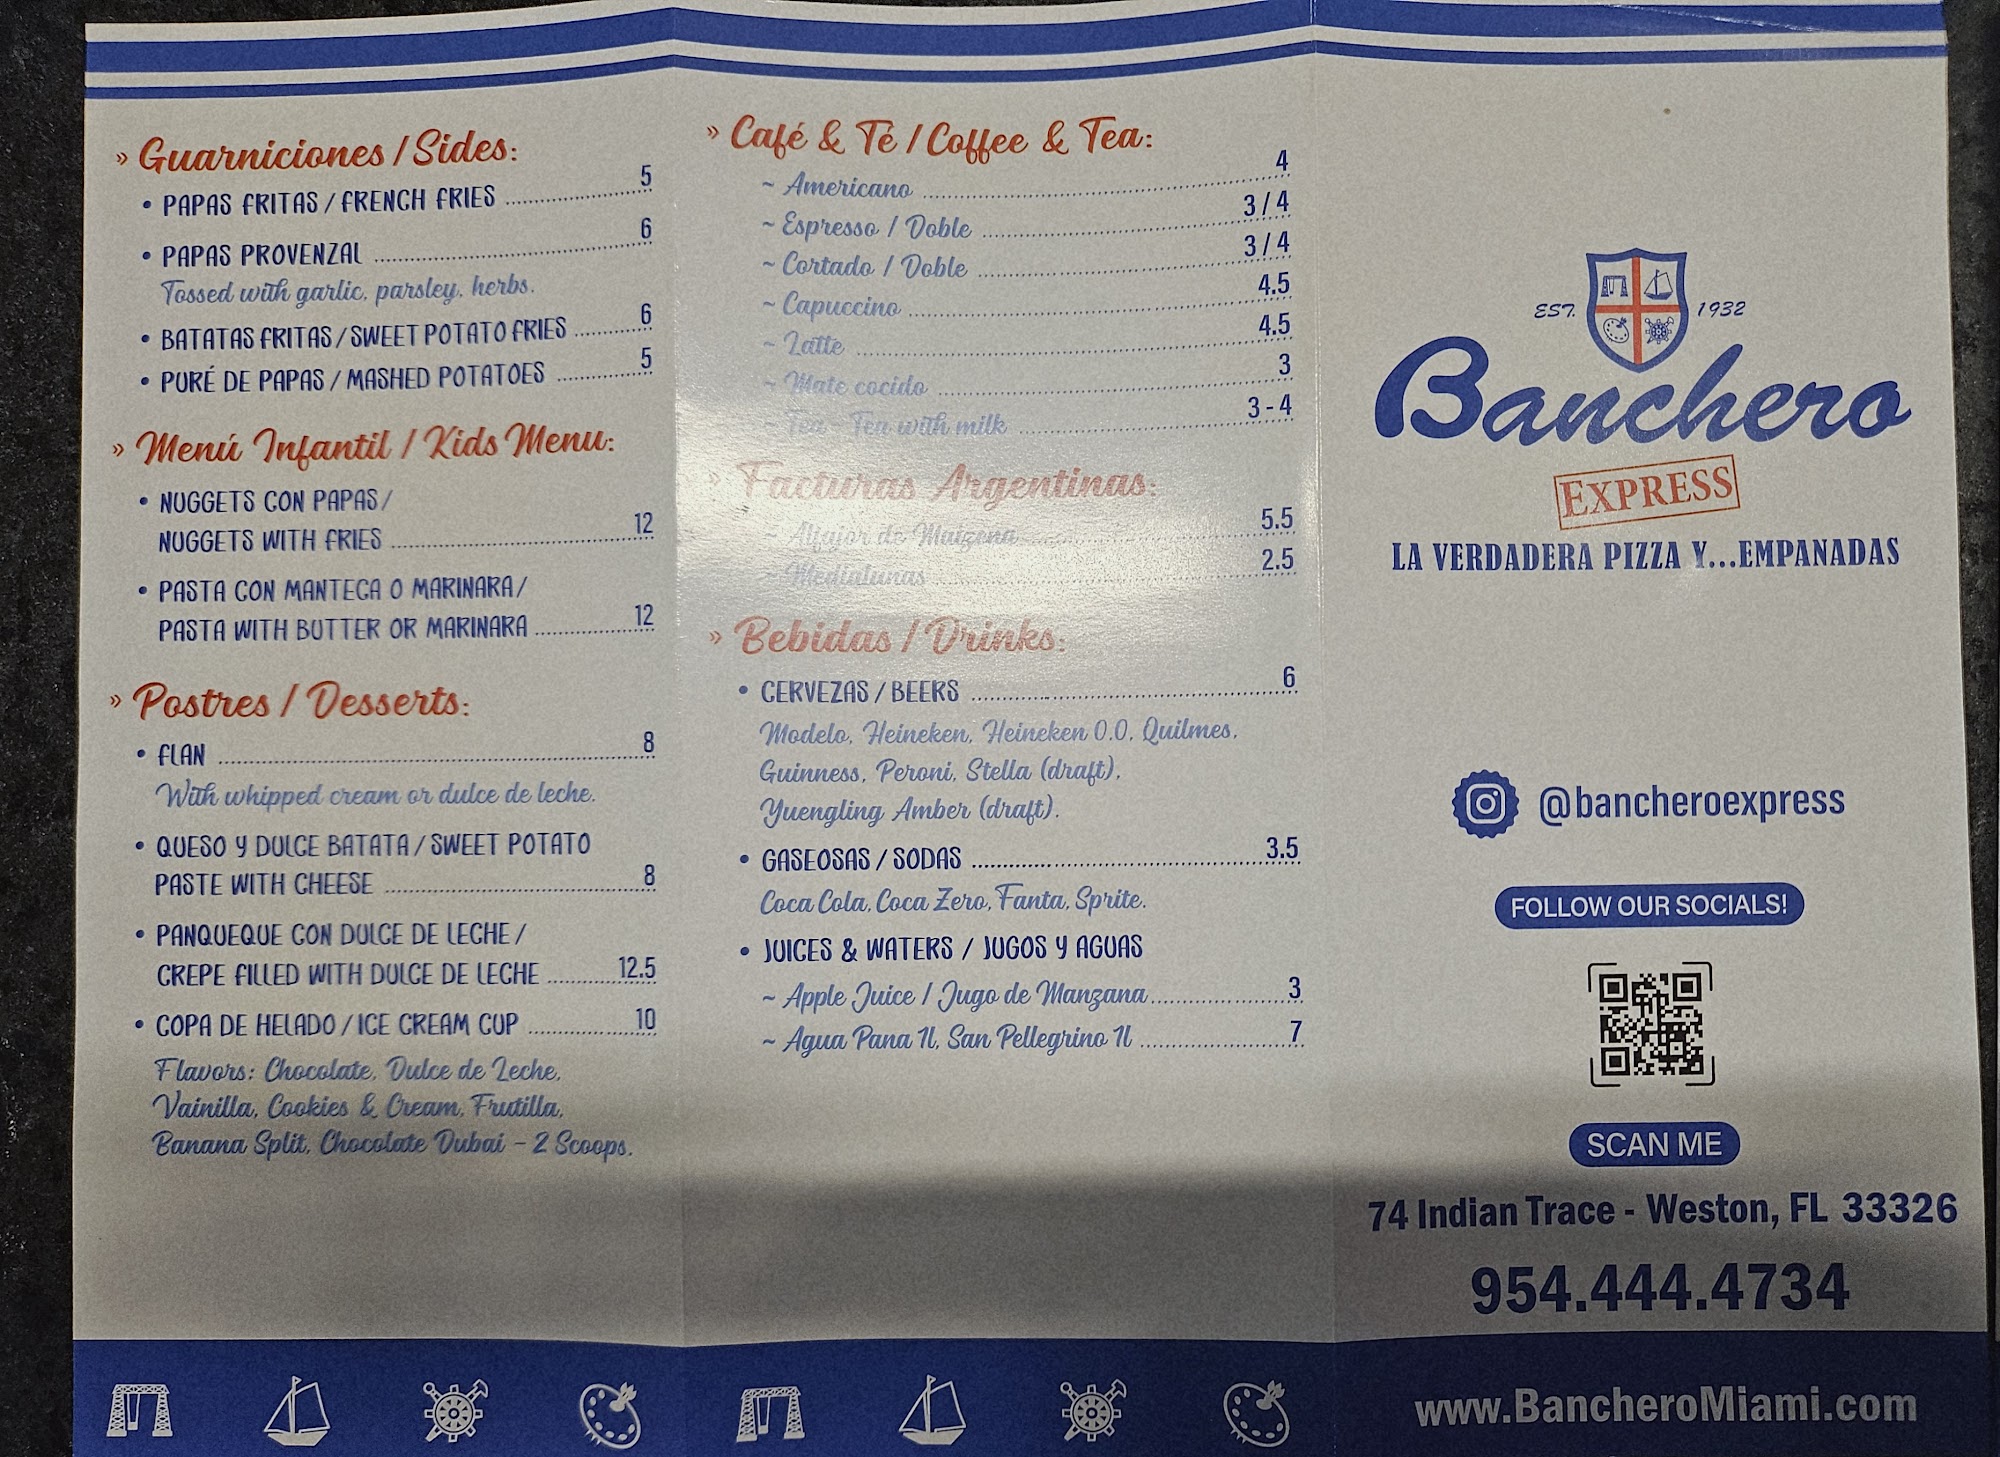 » Guarniciones / Sides:
• PAPAS FRITAS / FRENCH FRIES ........ 5
• PAPAS PROVENZAL ........ 6
Tossed with garlic, parsley, herbs.
• BATATAS FRITAS / SWEET POTATO FRIES ........ 6
• PURÉ DE PAPAS / MASHED POTATOES ........ 5
» Menú Infantil / Kids Menu:
• NUGGETS CON PAPAS /
NUGGETS WITH FRIES ........ 12
• PASTA CON MANTECA O MARINARA /
PASTA WITH BUTTER OR MARINARA ........ 12
» Postres / Desserts:
• FLAN ........ 8
With whipped cream or dulce de leche.
• QUESO Y DULCE BATATA / SWEET POTATO
PASTE WITH CHEESE ........ 8
• PANQUEQUE CON DULCE DE LECHE /
CREPE FILLED WITH DULCE DE LECHE ........ 12.5
• COPA DE HELADO / ICE CREAM CUP ........ 10
Flavors: Chocolate, Dulce de Leche,
Vainilla, Cookies & Cream, Frutilla,
Banana Split, Chocolate Dubai - 2 Scoops.
» Café & Té / Coffee & Tea:
~ Americano ........ 4
~ Espresso / Doble ........ 3 / 4
~ Cortado / Doble ........ 3 / 4
~ Capuccino ........ 4.5
~ Latte ........ 4.5
~ Mate cocido ........ 3
~ Tea - Tea with milk ........ 3 - 4
» Facturas Argentinas:
~ Alfajor de Maizena ........ 5.5
~ Medialunas ........ 2.5
» Bebidas / Drinks:
• CERVEZAS / BEERS ........ 6
Modelo, Heineken, Heineken 0.0, Quilmes,
Guinness, Peroni, Stella (draft),
Yuengling Amber (draft).
• GASEOSAS / SODAS ........ 3.5
Coca Cola, Coca Zero, Fanta, Sprite.
• JUICES & WATERS / JUGOS Y AGUAS
~ Apple Juice / Jugo de Manzana ........ 3
~ Agua Pana 1l, San Pellegrino 1l ........ 7
EST. 1932
Banchero
EXPRESS
LA VERDADERA PIZZA Y...EMPANADAS
@bancheroexpress
FOLLOW OUR SOCIALS!
SCAN ME
74 Indian Trace - Weston, FL 33326
954.444.4734
www.BancheroMiami.com